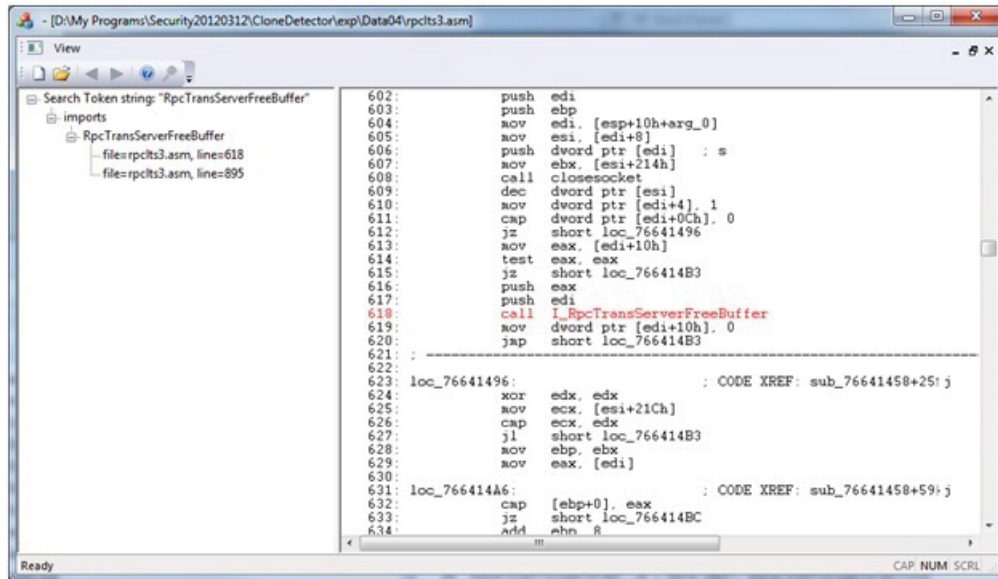 - [D:\My Programs\Security20120312\CloneDetector\exp\Data04\rpclts.asm]
View
Search Token string: "RpcTransServerFreeBuffer"
imports
RpcTransServerFreeBuffer
file=rpclts3.asm, line=618
file=rpclts3.asm, line=895
602: push edi
603: push ebp
604: mov edi, [esp+10h+arg_0]
605: mov esi, [edi+8]
606: push dword ptr [edi] ; s
607: mov ebx, [esi+214h]
608: call closesocket
609: dec dword ptr [esi]
610: mov dword ptr [edi+4], 1
611: cmp dword ptr [edi+0Ch], 0
612: jz short loc_76641496
613: mov eax, [edi+10h]
614: test eax, eax
615: jz short loc_766414B3
616: push eax
617: push edi
618: call I_RpcTransServerFreeBuffer
619: mov dword ptr [edi+10h], 0
620: jmp short loc_766414B3
621: ; ---------------------------------------------------------------------------
622:
623: loc_76641496: ; CODE XREF: sub_76641458+25↑j
624: xor edx, edx
625: mov ecx, [esi+21Ch]
626: cmp ecx, edx
627: jl short loc_766414B3
628: mov ebp, ebx
629: mov eax, [edi]
630:
631: loc_766414A6: ; CODE XREF: sub_76641458+59↓j
632: cmp [ebp+0], eax
633: jz short loc_766414BC
634: add ebp, 8
Ready
CAP NUM SCRL